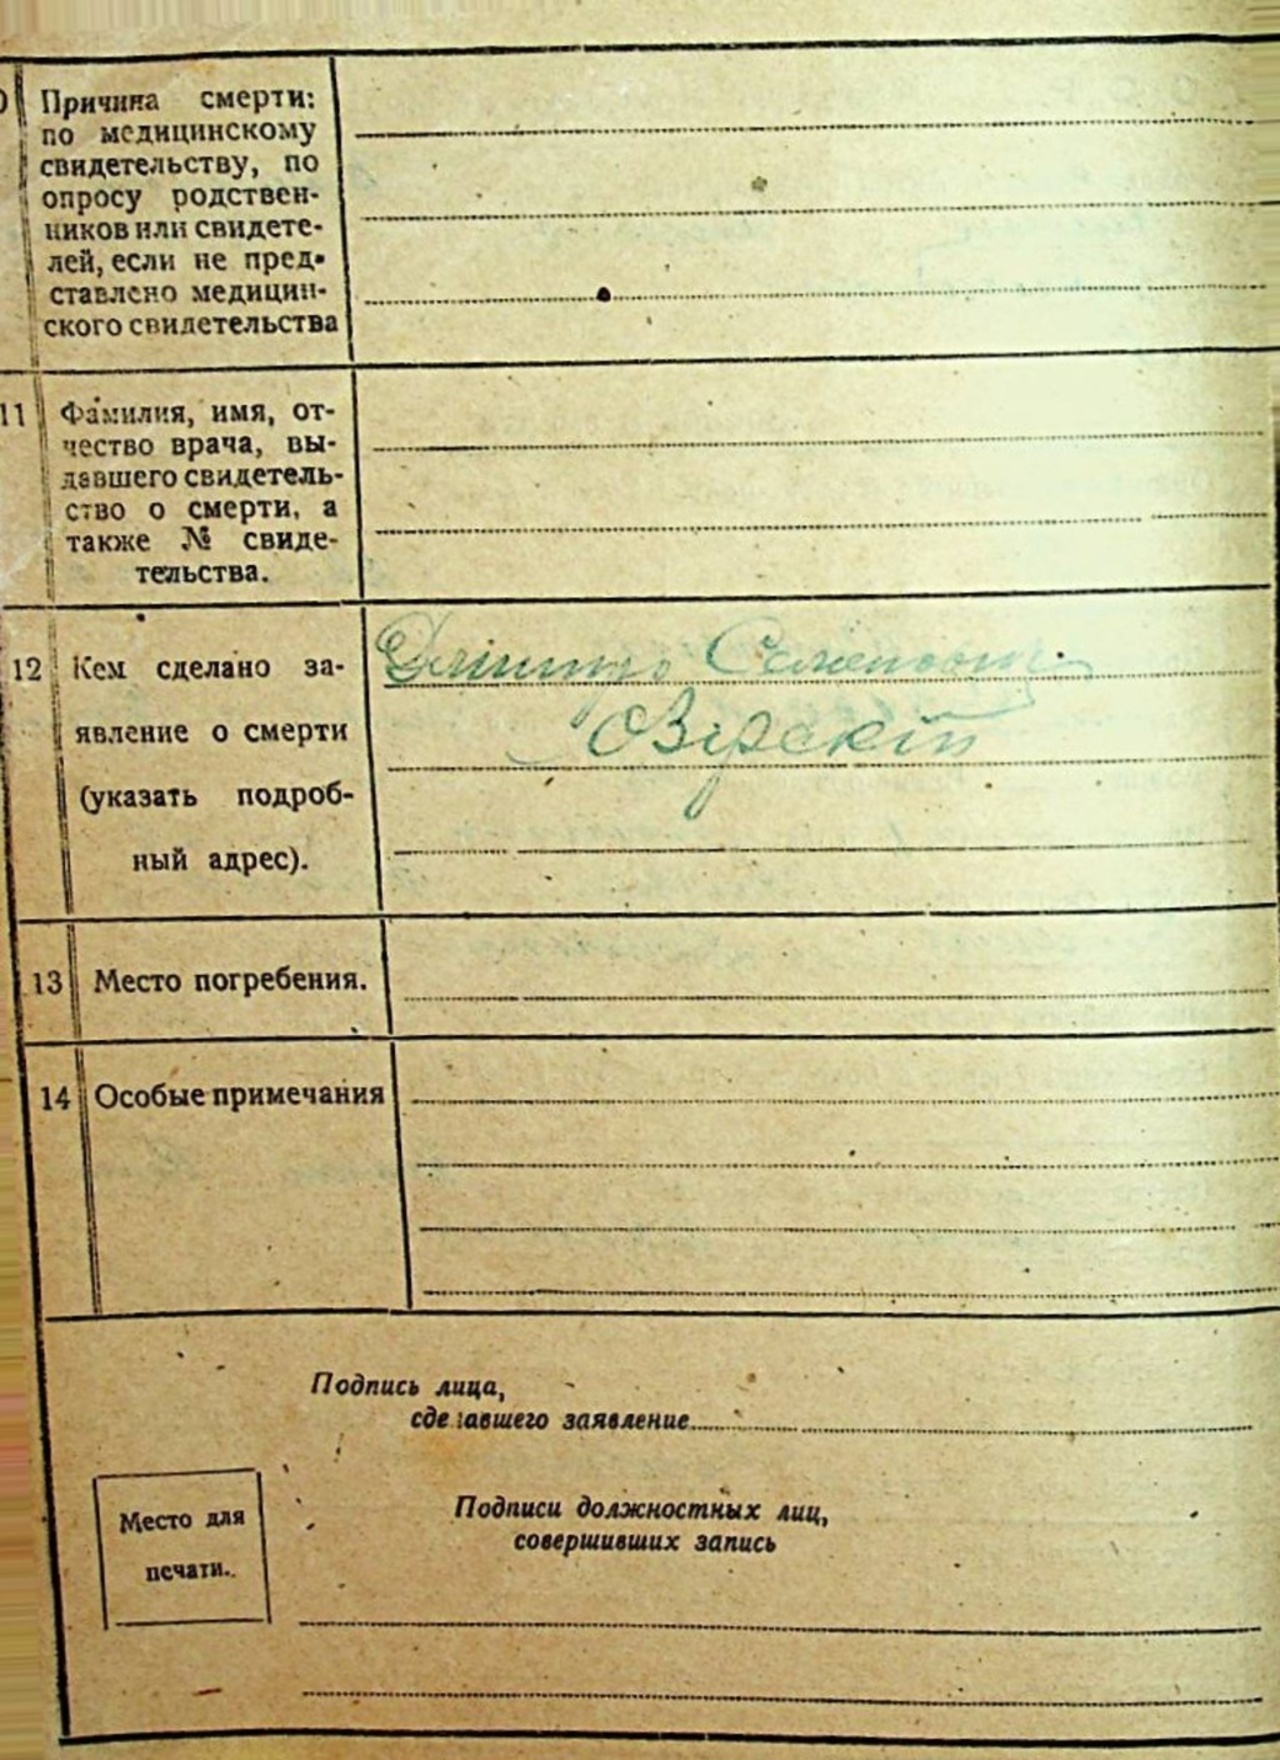 Причина смерти:
по медицинскому
свидетельству, по
опросу родствен-
ников или свидете-
лей, если не пред-
ставлено медицин-
ского свидетельства
11 Фамилия, имя, от-
чество врача, вы-
давшего свидетель-
ство о смерти, а
также № свиде-
тельства.
12 Кем сделано за-
явление о смерти
(указать подроб-
ный адрес).
Дмитро Семенович
13 Место погребения.
14 Особые примечания
Подпись лица,
сделавшего заявление
Место для
печати.
Подписи должностных лиц,
совершивших запись